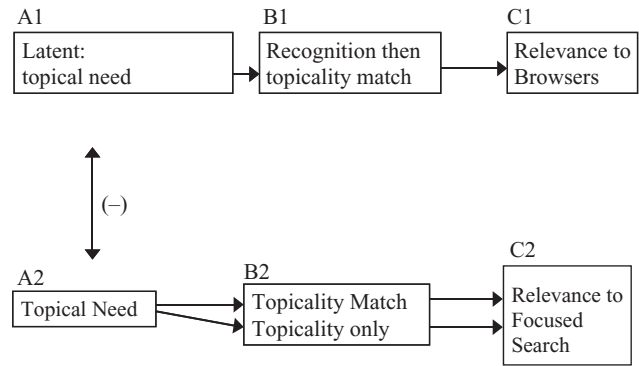 A1
B1
C1
Latent:
topical need
Recognition then
topicality match
Relevance to
Browsers
(–)
A2
B2
C2
Topical Need
Topicality Match
Topicality only
Relevance to
Focused
Search